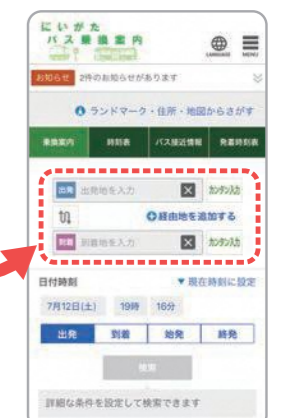 にいがた
バス乗換案内
LANGUAGE
MENU
お知らせ 2件のお知らせがあります
ランドマーク・住所・地図からさがす
乗換案内 時刻表 バス接近情報 発着時刻表
出発 出発地を入力 カンタン入力
経由地を追加する
到着 到着地を入力 カンタン入力
日付時刻 ▼現在時刻に設定
7月12日(土) 19時 16分
出発 到着 始発 終発
検索
詳細な条件を設定して検索できます